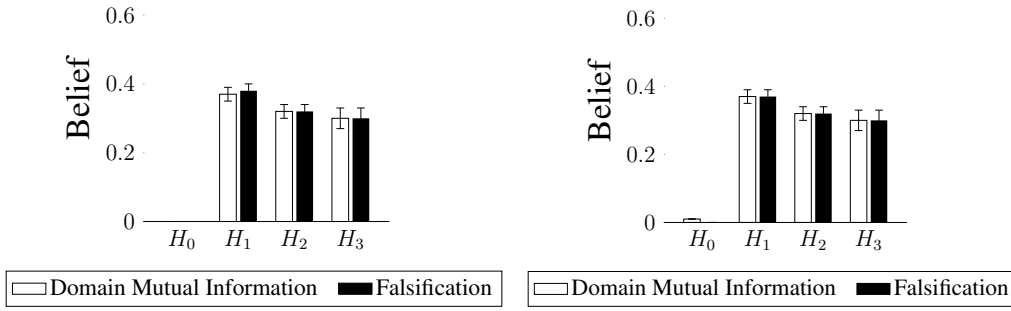 0.6
0.4
0.2
0
Belief
H₀ H₁ H₂ H₃
Domain Mutual Information Falsification
0.6
0.4
0.2
0
Belief
H₀ H₁ H₂ H₃
Domain Mutual Information Falsification